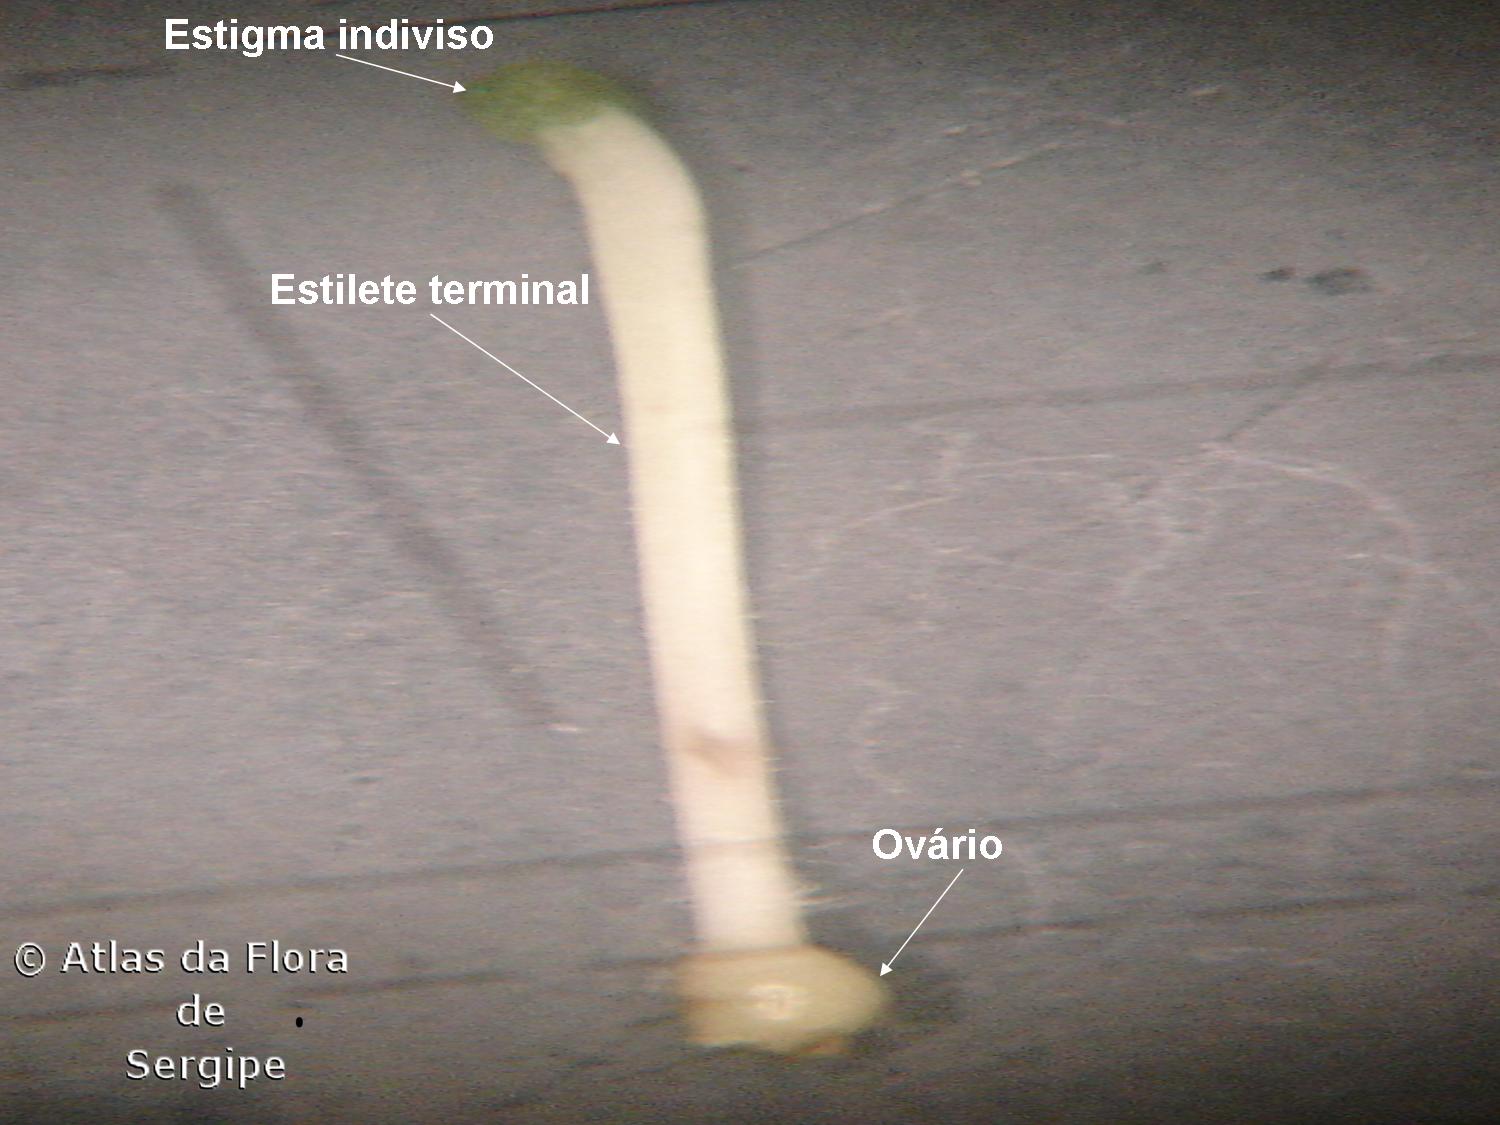 Estigma indiviso
Estilete terminal
Ovário
© Atlas da Flora
de
Sergipe